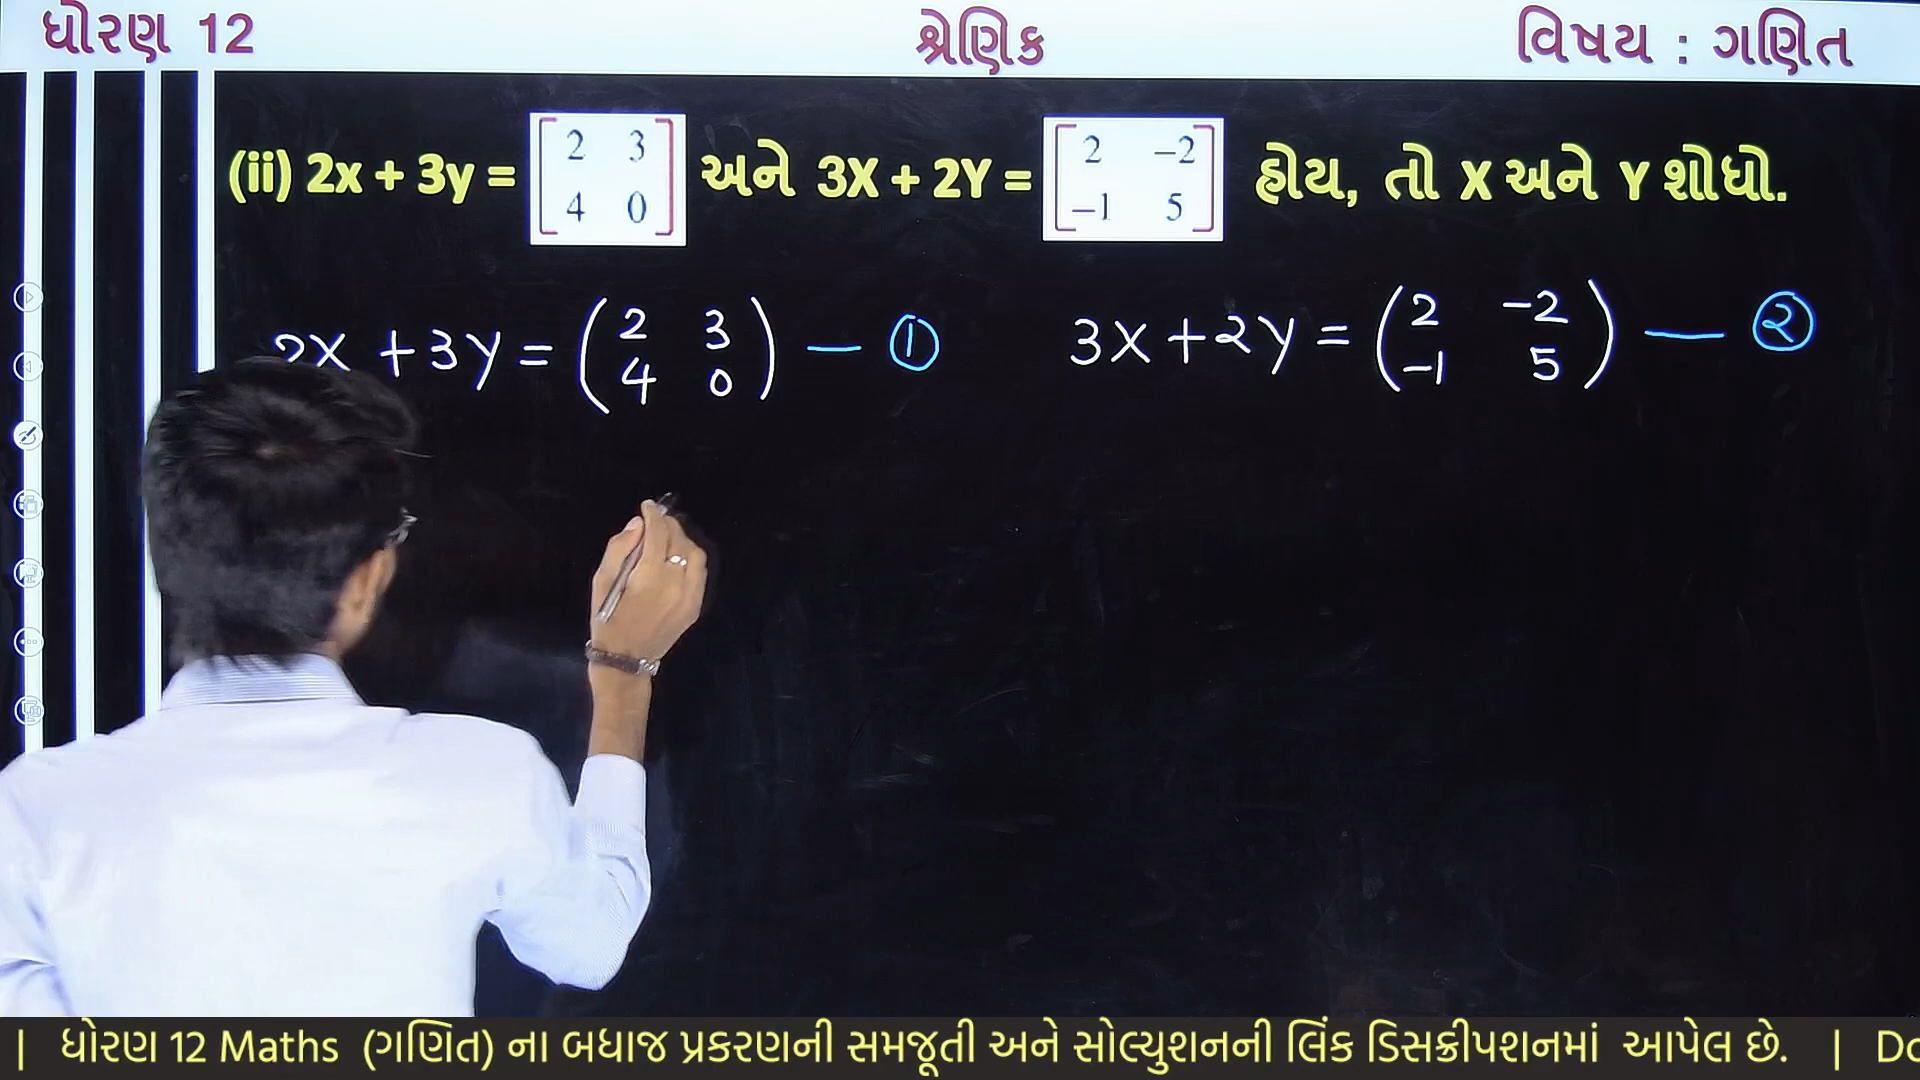 ધોરણ 12 શ્રેણિક વિષય : ગણિત
(ii) 2x + 3y = [2 3 4 0] અને 3X + 2Y = [2 -2 -1 5] હોય, તો X અને Y શોધો.
2X + 3Y = (2 3 4 0) — ① 3X + 2Y = (2 -2 -1 5) — ②
| ધોરણ 12 Maths (ગણિત) ના બધાજ પ્રકરણની સમજૂતી અને સોલ્યુશનની લિંક ડિસક્રીપશનમાં આપેલ છે. |